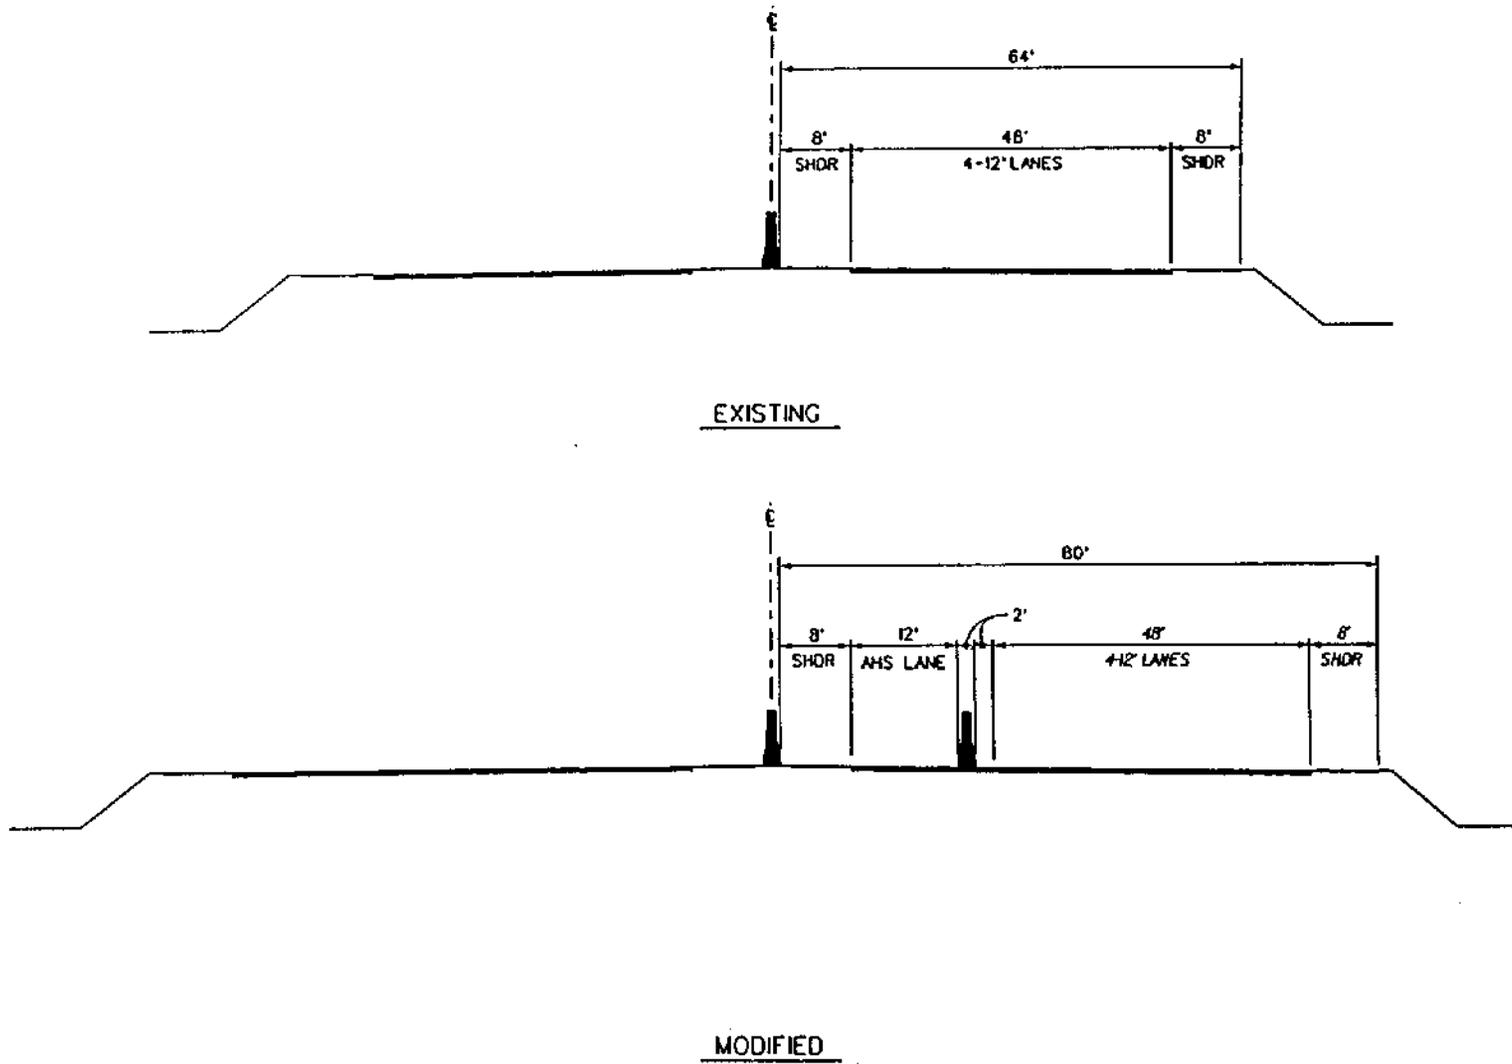 ℄
64'
8' 48' 8'
SHDR 4-12' LANES SHDR
EXISTING
℄
80'
2'
8' 12' 48' 8'
SHDR AHS LANE 4-12' LANES SHDR
MODIFIED